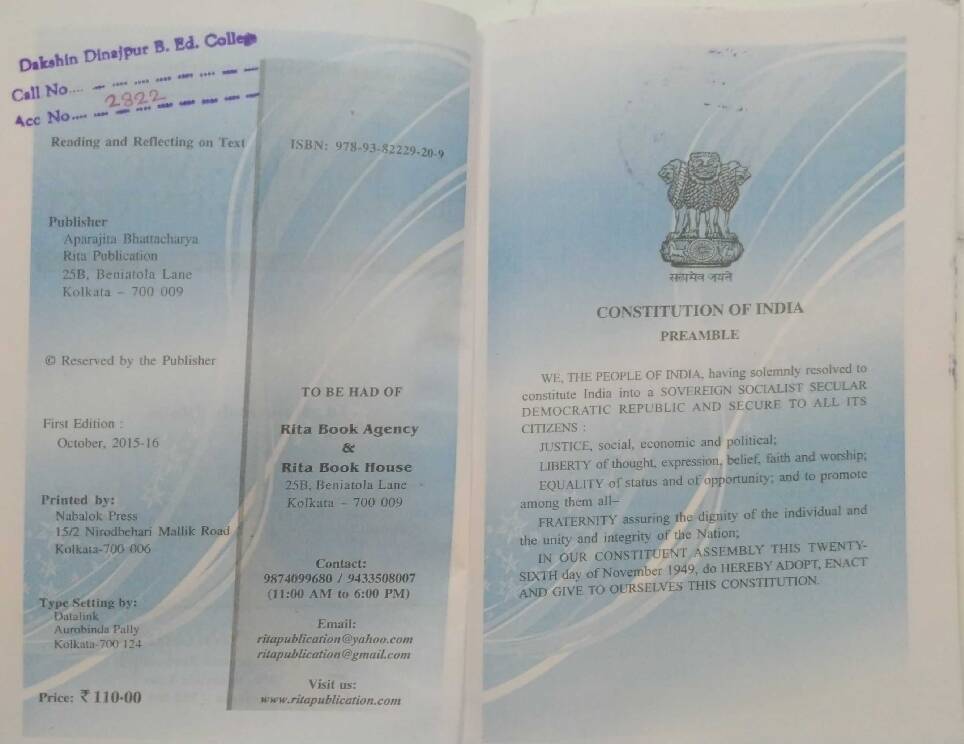 Dakshin Dinajpur B. Ed. College
Call No....
Acc No.... 2822
Reading and Reflecting on Text
Publisher
Aparajita Bhattacharya
Rita Publication
25B, Beniatola Lane
Kolkata – 700 009
© Reserved by the Publisher
First Edition :
October, 2015-16
Printed by:
Nabalok Press
15/2 Nirodbehari Mallik Road
Kolkata-700 006
Type Setting by:
Datalink
Aurobinda Pally
Kolkata-700 124
Price: ₹ 110·00
ISBN: 978-93-82229-20-9
TO BE HAD OF
Rita Book Agency
&
Rita Book House
25B, Beniatola Lane
Kolkata – 700 009
Contact:
9874099680 / 9433508007
(11:00 AM to 6:00 PM)
Email:
ritapublication@yahoo.com
ritapublication@gmail.com
Visit us:
www.ritapublication.com
सत्यमेव जयते
CONSTITUTION OF INDIA
PREAMBLE
WE, THE PEOPLE OF INDIA, having solemnly resolved to
constitute India into a SOVEREIGN SOCIALIST SECULAR
DEMOCRATIC REPUBLIC AND SECURE TO ALL ITS
CITIZENS :
JUSTICE, social, economic and political;
LIBERTY of thought, expression, belief, faith and worship;
EQUALITY of status and of opportunity; and to promote
among them all–
FRATERNITY assuring the dignity of the individual and
the unity and integrity of the Nation;
IN OUR CONSTITUENT ASSEMBLY THIS TWENTY-
SIXTH day of November 1949, do HEREBY ADOPT, ENACT
AND GIVE TO OURSELVES THIS CONSTITUTION.